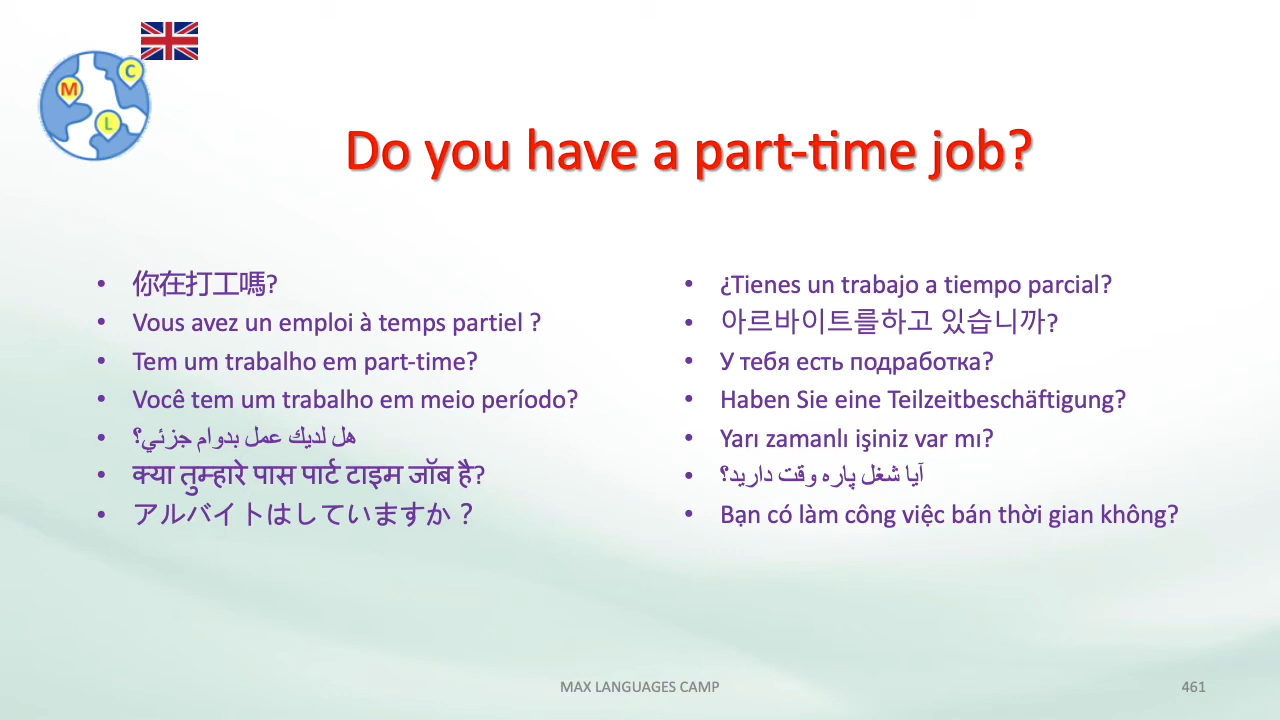 M
C
L
Do you have a part-time job?
• 你在打工嗎?
• Vous avez un emploi à temps partiel ?
• Tem um trabalho em part-time?
• Você tem um trabalho em meio período?
• هل لديك عمل بدوام جزئي؟
• क्या तुम्हारे पास पार्ट टाइम जॉब है?
• アルバイトはしていますか？
• ¿Tienes un trabajo a tiempo parcial?
• 아르바이트를하고 있습니까?
• У тебя есть подработка?
• Haben Sie eine Teilzeitbeschäftigung?
• Yarı zamanlı işiniz var mı?
• آیا شغل پاره وقت دارید؟
• Bạn có làm công việc bán thời gian không?
MAX LANGUAGES CAMP
461